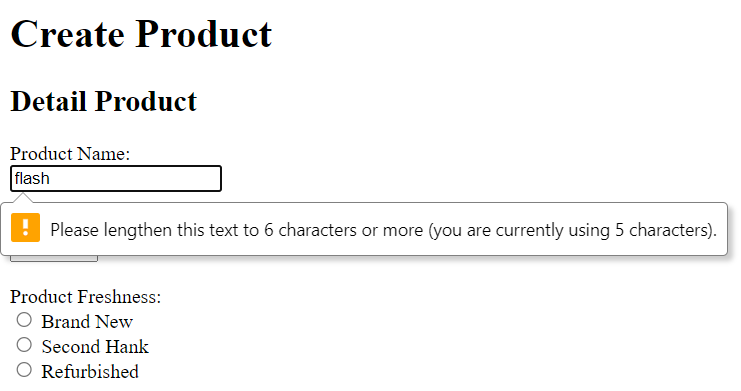 Create Product
Detail Product
Product Name:
flash
! Please lengthen this text to 6 characters or more (you are currently using 5 characters).
Product Freshness:
Brand New
Second Hank
Refurbished